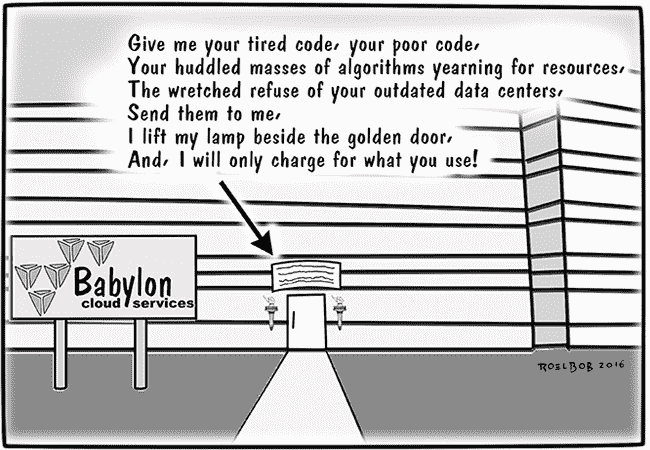 Give me your tired code, your poor code,
Your huddled masses of algorithms yearning for resources,
The wretched refuse of your outdated data centers,
Send them to me,
I lift my lamp beside the golden door,
And, I will only charge for what you use!
Babylon
cloud services
ROELBOB 2016